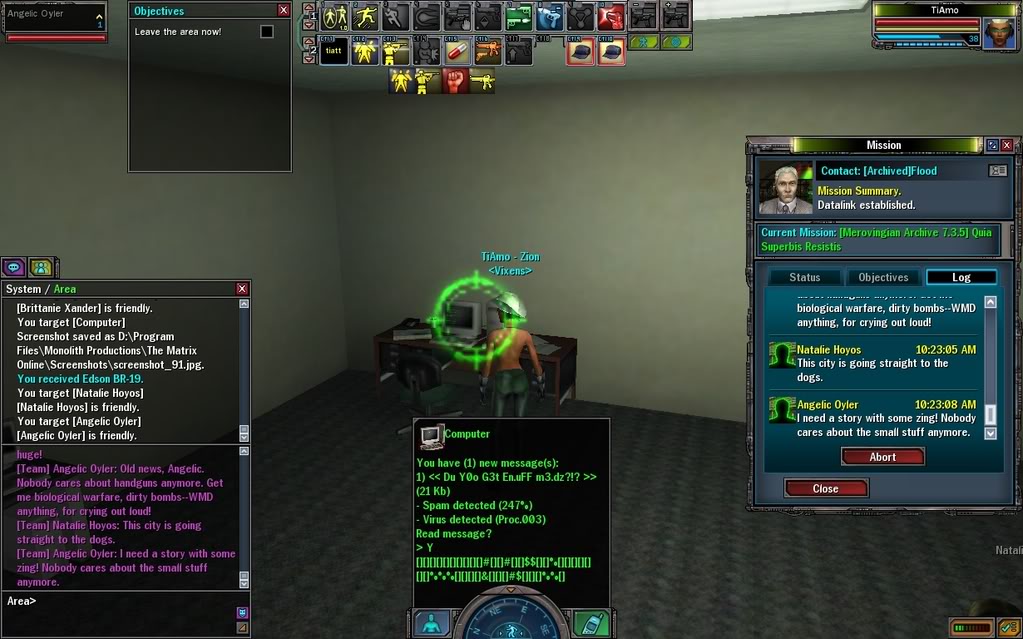 Angelic Oyler
1
Objectives
Leave the area now!
1
2
tiatt
TiAmo
38
TiAmo - Zion
<Vixens>
System / Area
[Brittanie Xander] is friendly.
You target [Computer]
Screenshot saved as D:\Program
Files\Monolith Productions\The Matrix
Online\Screenshots\screenshot_91.jpg.
You received Edson BR-19.
You target [Natalie Hoyos]
[Natalie Hoyos] is friendly.
You target [Angelic Oyler]
[Angelic Oyler] is friendly.
huge!
[Team] Angelic Oyler: Old news, Angelic.
Nobody cares about handguns anymore. Get
me biological warfare, dirty bombs--WMD
anything, for crying out loud!
[Team] Natalie Hoyos: This city is going
straight to the dogs.
[Team] Angelic Oyler: I need a story with some
zing! Nobody cares about the small stuff
anymore.
Area>
Computer
You have (1) new message(s):
1) << Du Y0o G3t En.uFF m3.dz?!? >>
(21 Kb)
- Spam detected (247%)
- Virus detected (Proc.003)
Read message?
> Y
Mission
Contact: [Archived]Flood
Mission Summary.
Datalink established.
Current Mission: [Merovingian Archive 7.3.5] Quia
Superbis Resistis
Status
Objectives
Log
biological warfare, dirty bombs--WMD
anything, for crying out loud!
Natalie Hoyos 10:23:05 AM
This city is going straight to the
dogs.
Angelic Oyler 10:23:08 AM
I need a story with some zing! Nobody
cares about the small stuff anymore.
Abort
Close
Natali
NE
E